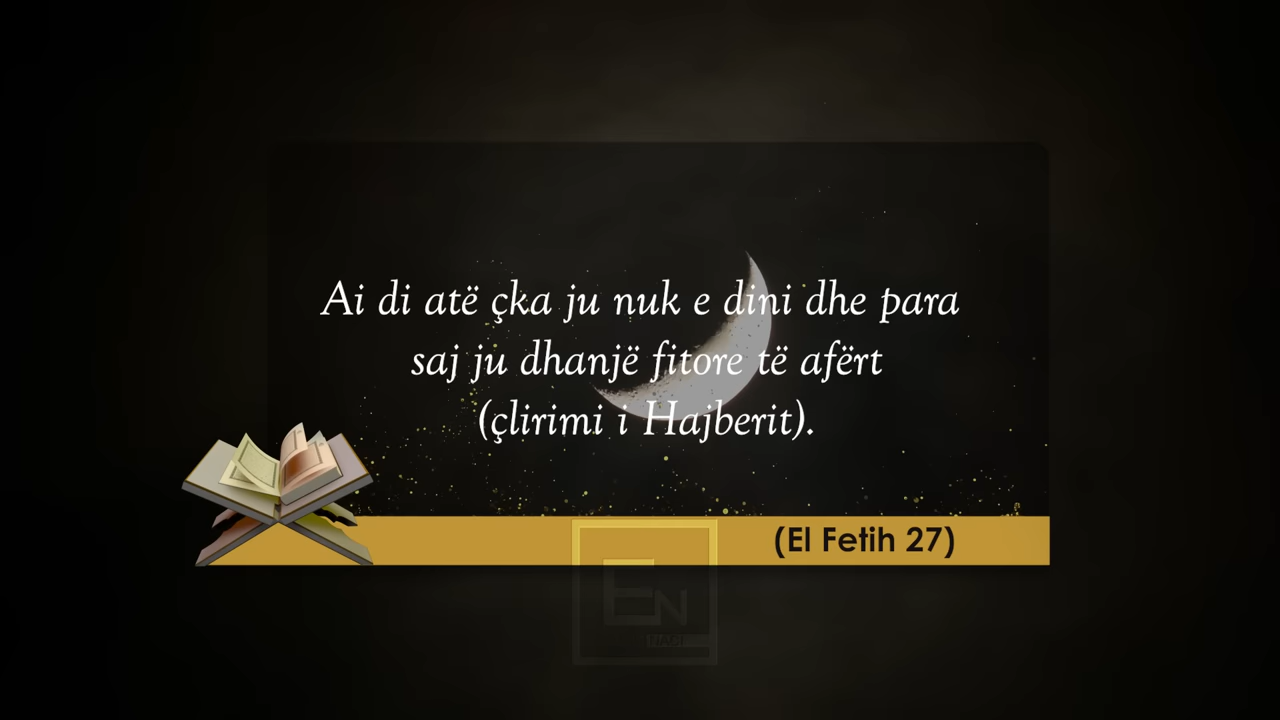 Ai di atë çka ju nuk e dini dhe para
saj ju dhanjë fitore të afërt
(çlirimi i Hajberit).
(El Fetih 27)
EN